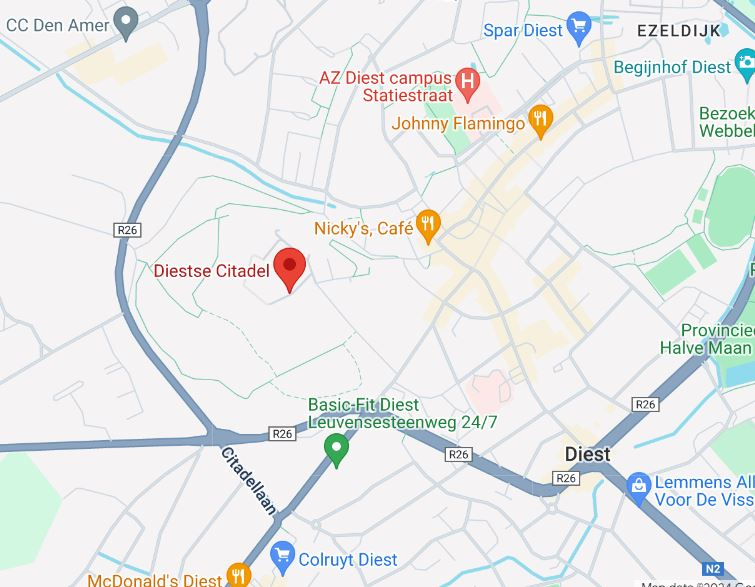 CC Den Amer
Spar Diest
EZELDIJK
Begijnhof Diest
AZ Diest campus
Statiestraat
Johnny Flamingo
Bezoek
Webbe
R26
Nicky's, Café
Diestse Citadel
Provincie
Halve Maan
Basic-Fit Diest
Leuvensesteenweg 24/7
R26
R26
R26
Diest
R26
Citadellaan
Lemmens All
Voor De Viss
Colruyt Diest
N2
McDonald's Diest